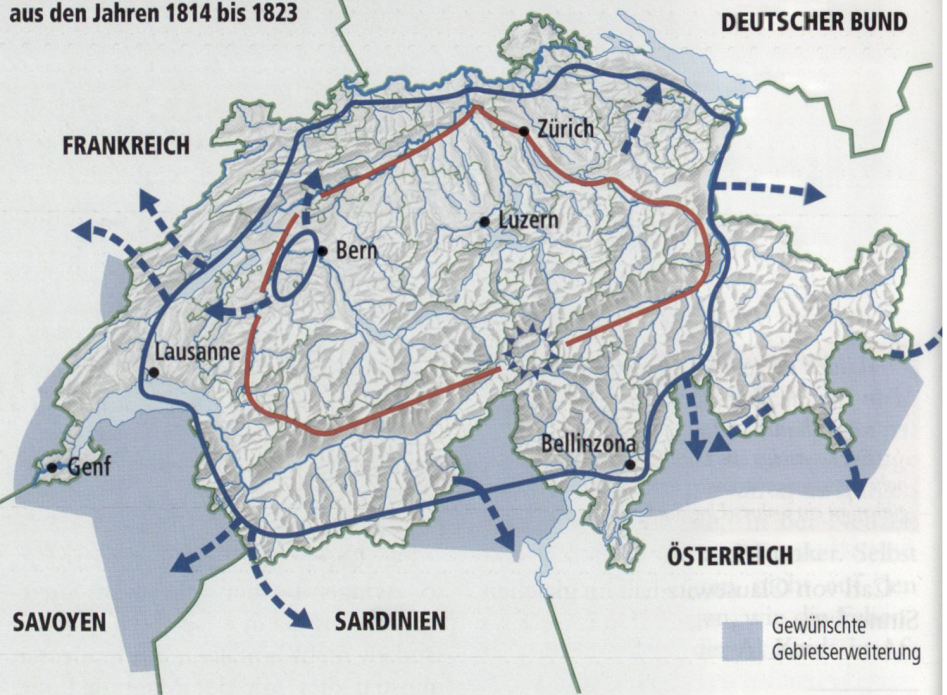 aus den Jahren 1814 bis 1823
DEUTSCHER BUND
FRANKREICH
Zürich
Luzern
Bern
Lausanne
Bellinzona
Genf
ÖSTERREICH
SAVOYEN
SARDINIEN
Gewünschte
Gebietserweiterung